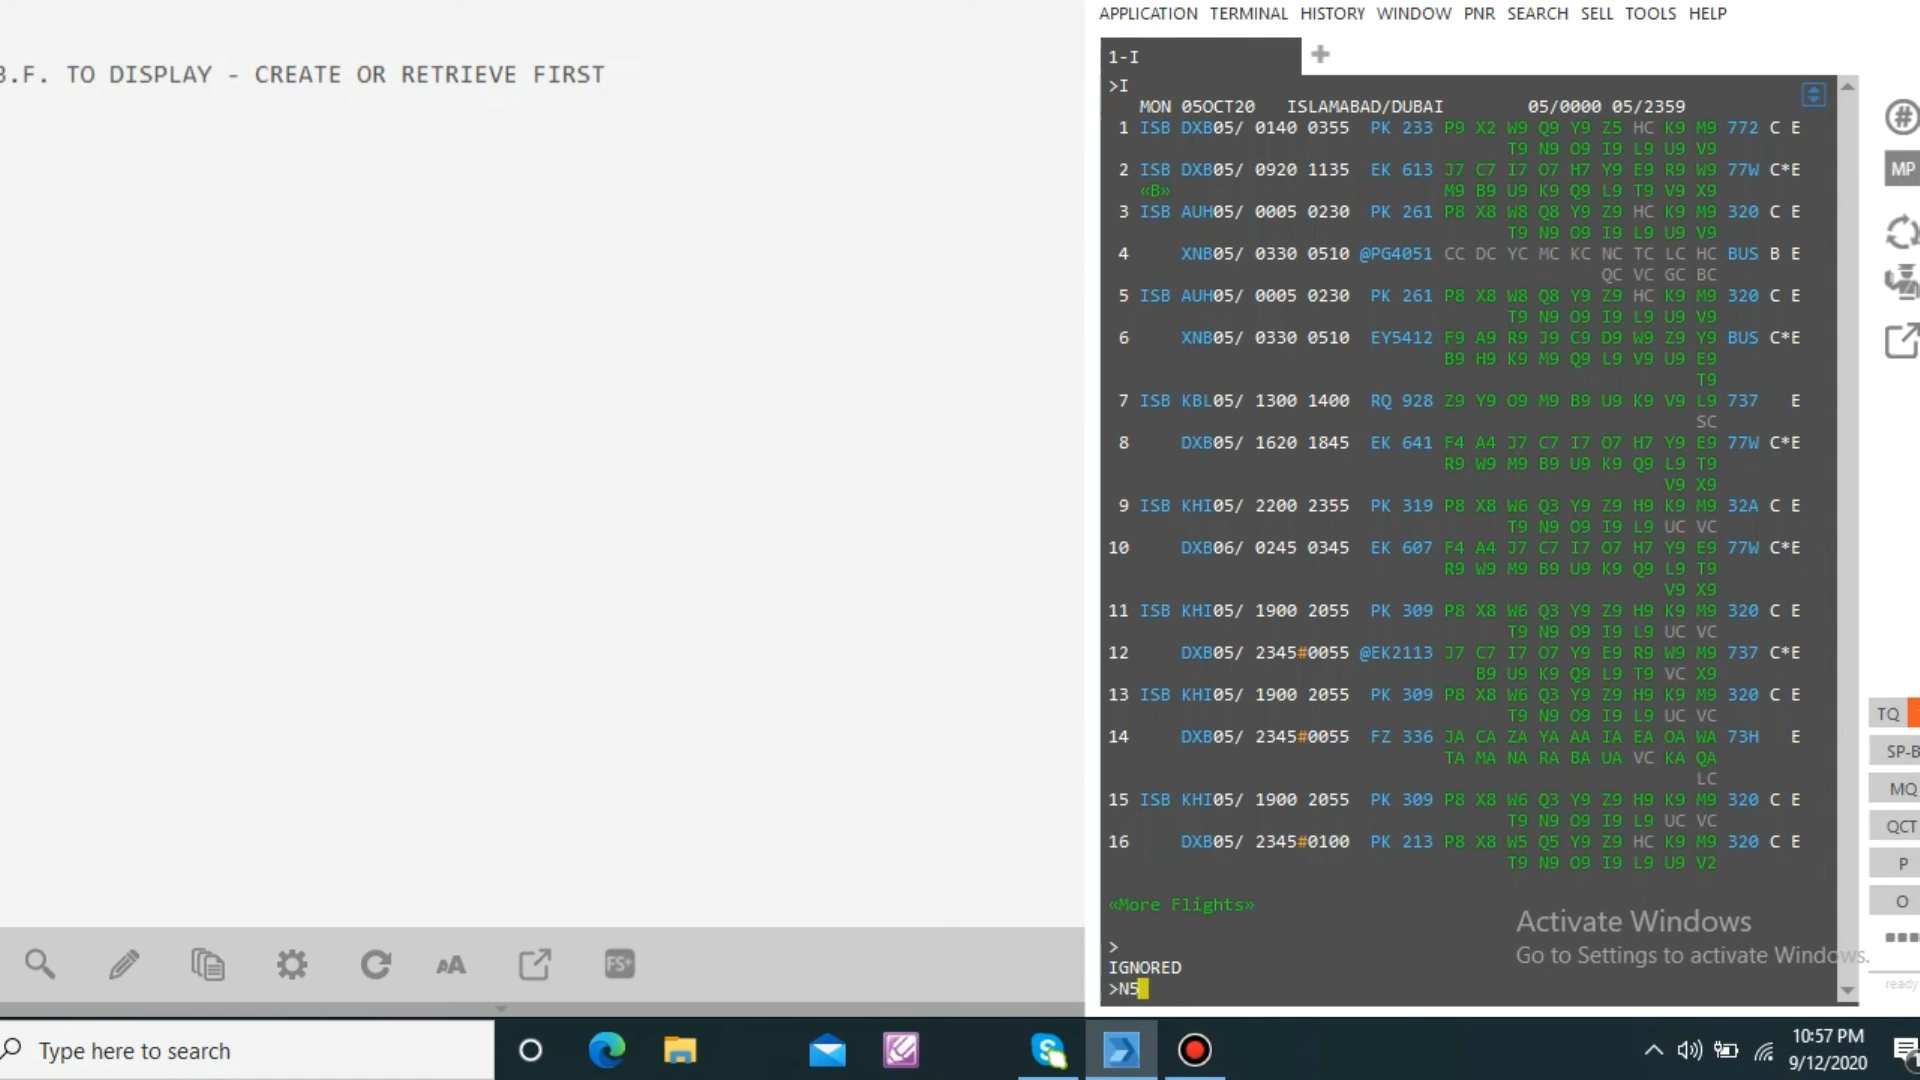 APPLICATION TERMINAL HISTORY WINDOW PNR SEARCH SELL TOOLS HELP
B.F. TO DISPLAY - CREATE OR RETRIEVE FIRST
1-I
>I
MON 05OCT20 ISLAMABAD/DUBAI 05/0000 05/2359
1 ISB DXB05/ 0140 0355 PK 233 P9 X2 W9 Q9 Y9 Z5 HC K9 M9 772 C E
T9 N9 O9 I9 L9 U9 V9
2 ISB DXB05/ 0920 1135 EK 613 J7 C7 I7 O7 H7 Y9 E9 R9 W9 77W C*E
«B» M9 B9 U9 K9 Q9 L9 T9 V9 X9
3 ISB AUH05/ 0005 0230 PK 261 P8 X8 W8 Q8 Y9 Z9 HC K9 M9 320 C E
T9 N9 O9 I9 L9 U9 V9
4 XNB05/ 0330 0510 @PG4051 CC DC YC MC KC NC TC LC HC BUS B E
QC VC GC BC
5 ISB AUH05/ 0005 0230 PK 261 P8 X8 W8 Q8 Y9 Z9 HC K9 M9 320 C E
T9 N9 O9 I9 L9 U9 V9
6 XNB05/ 0330 0510 EY5412 F9 A9 R9 J9 C9 D9 W9 Z9 Y9 BUS C*E
B9 H9 K9 M9 Q9 L9 V9 U9 E9
T9
7 ISB KBL05/ 1300 1400 RQ 928 Z9 Y9 O9 M9 B9 U9 K9 V9 L9 737 E
SC
8 DXB05/ 1620 1845 EK 641 F4 A4 J7 C7 I7 O7 H7 Y9 E9 77W C*E
R9 W9 M9 B9 U9 K9 Q9 L9 T9
V9 X9
9 ISB KHI05/ 2200 2355 PK 319 P8 X8 W6 Q3 Y9 Z9 H9 K9 M9 32A C E
T9 N9 O9 I9 L9 UC VC
10 DXB06/ 0245 0345 EK 607 F4 A4 J7 C7 I7 O7 H7 Y9 E9 77W C*E
R9 W9 M9 B9 U9 K9 Q9 L9 T9
V9 X9
11 ISB KHI05/ 1900 2055 PK 309 P8 X8 W6 Q3 Y9 Z9 H9 K9 M9 320 C E
T9 N9 O9 I9 L9 UC VC
12 DXB05/ 2345#0055 @EK2113 J7 C7 I7 O7 Y9 E9 R9 W9 M9 737 C*E
B9 U9 K9 Q9 L9 T9 VC X9
13 ISB KHI05/ 1900 2055 PK 309 P8 X8 W6 Q3 Y9 Z9 H9 K9 M9 320 C E
T9 N9 O9 I9 L9 UC VC
14 DXB05/ 2345#0055 FZ 336 JA CA ZA YA AA IA EA OA WA 73H E
TA MA NA RA BA UA VC KA QA
LC
15 ISB KHI05/ 1900 2055 PK 309 P8 X8 W6 Q3 Y9 Z9 H9 K9 M9 320 C E
T9 N9 O9 I9 L9 UC VC
16 DXB05/ 2345#0100 PK 213 P8 X8 W5 Q5 Y9 Z9 HC K9 M9 320 C E
T9 N9 O9 I9 L9 U9 V2
«More Flights»
>
IGNORED
>N5
Activate Windows
Go to Settings to activate Windows.
MP
TQ
SP-B
MQ
QCT
P
O
ready
AA
FS+
Type here to search
10:57 PM
9/12/2020